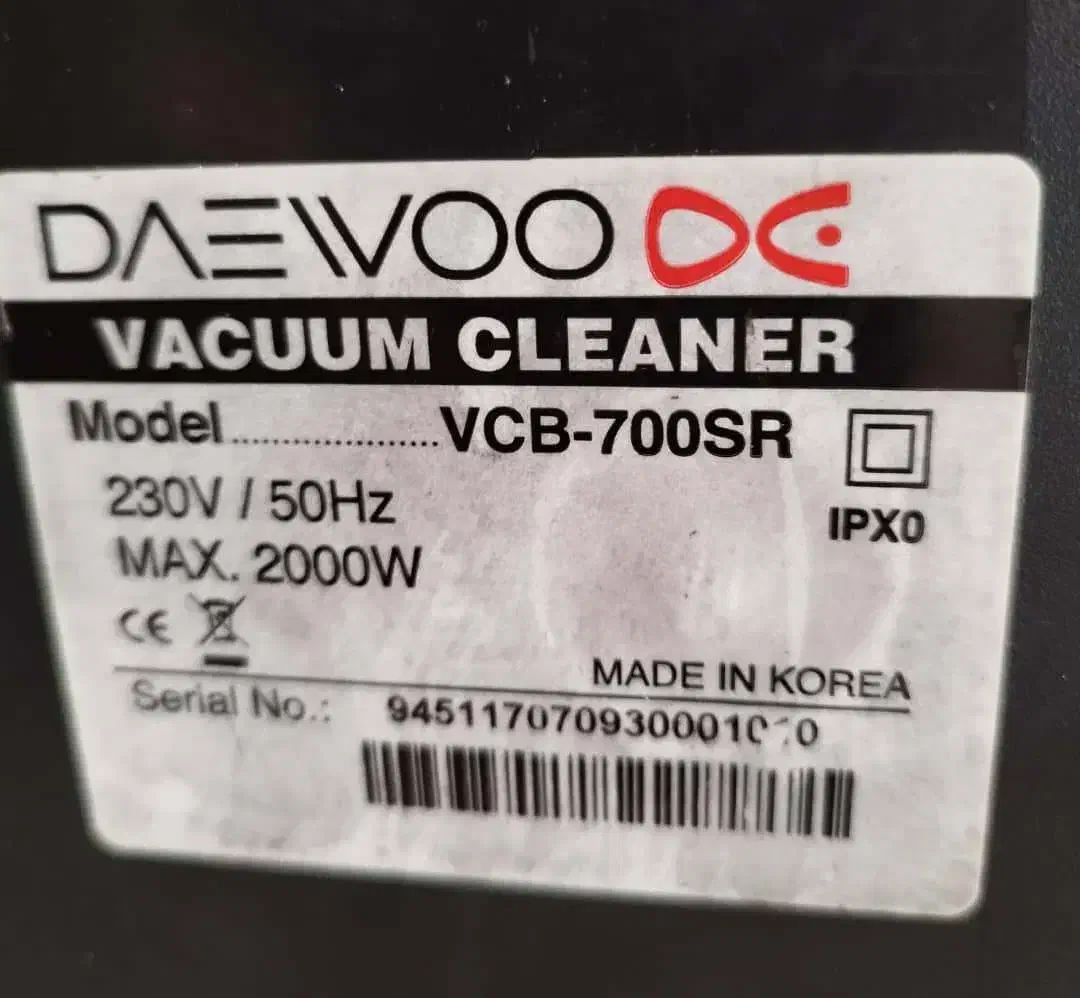 DAEWOO
VACUUM CLEANER
Model....................VCB-700SR
230V / 50Hz
IPX0
MAX. 2000W
CE
MADE IN KOREA
Serial No.: